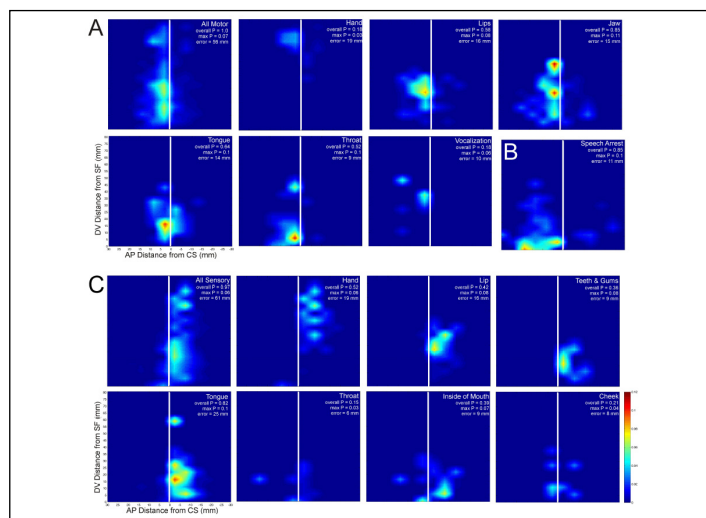 A
All Motor
overall P = 1.0
max P = 0.07
error = 99 mm
Hand
overall P = 0.18
max P = 0.03
error = 19 mm
Lips
overall P = 0.36
max P = 0.08
error = 16 mm
Jaw
overall P = 0.85
max P = 0.11
error = 15 mm
DV Distance from SF (mm)
Tongue
overall P = 0.64
max P = 0.1
error = 14 mm
Throat
overall P = 0.52
max P = 0.1
error = 5 mm
Vocalization
overall P = 0.18
max P = 0.06
error = 10 mm
B
Speech Arrest
overall P = 0.85
max P = 0.1
error = 11 mm
AP Distance from CS (mm)
C
All Sensory
overall P = 0.97
max P = 0.06
error = 61 mm
Hand
overall P = 0.52
max P = 0.06
error = 19 mm
Lip
overall P = 0.42
max P = 0.08
error = 16 mm
Teeth & Gums
overall P = 0.36
max P = 0.08
error = 9 mm
DV Distance from SF (mm)
Tongue
overall P = 0.82
max P = 0.1
error = 25 mm
Throat
overall P = 0.15
max P = 0.03
error = 6 mm
Inside of Mouth
overall P = 0.39
max P = 0.07
error = 9 mm
Cheek
overall P = 0.21
max P = 0.04
error = 8 mm
AP Distance from CS (mm)